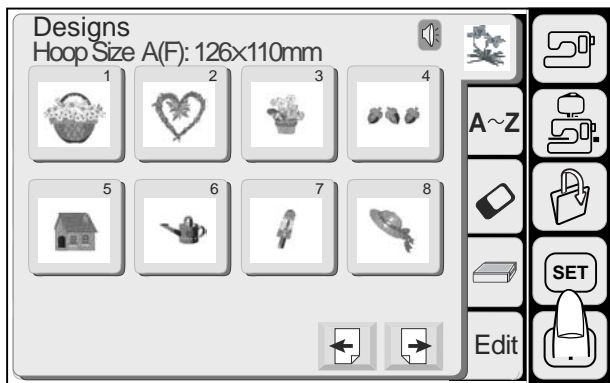 Designs
Hoop Size A(F): 126×110mm
1 2 3 4
A~Z
5 6 7 8
SET
Edit